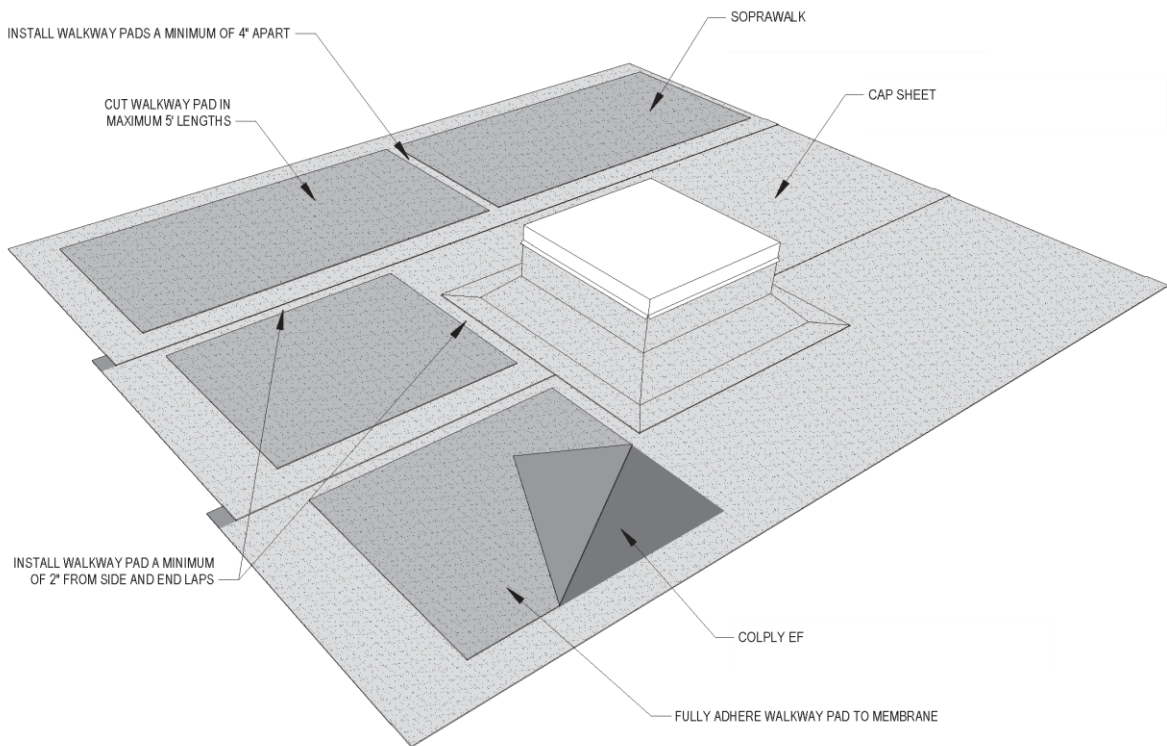 SOPRAWALK
INSTALL WALKWAY PADS A MINIMUM OF 4" APART
CAP SHEET
CUT WALKWAY PAD IN
MAXIMUM 5' LENGTHS
INSTALL WALKWAY PAD A MINIMUM
OF 2" FROM SIDE AND END LAPS
COLPLY EF
FULLY ADHERE WALKWAY PAD TO MEMBRANE